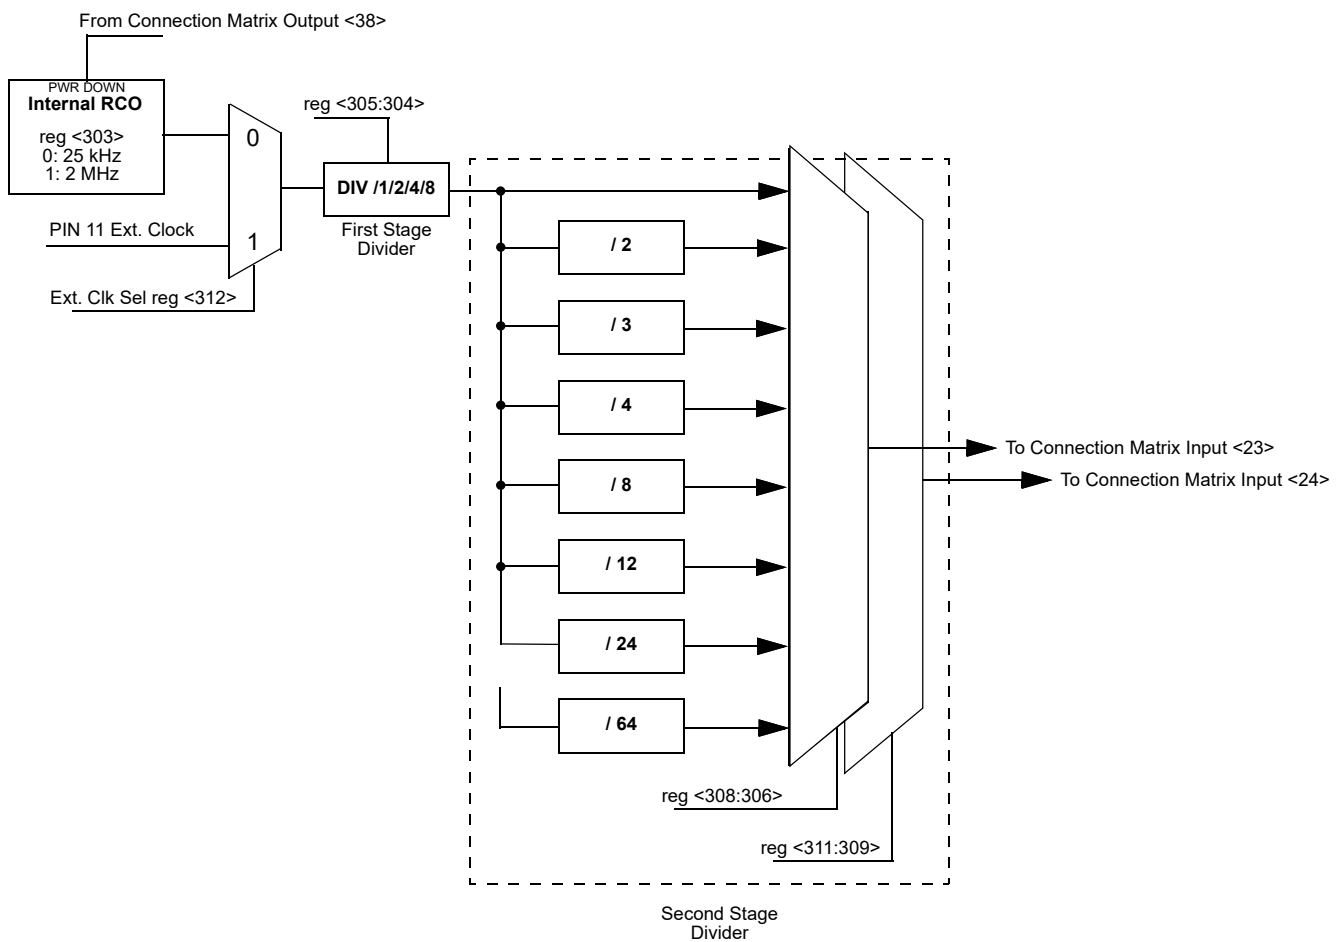 From Connection Matrix Output <38>
PWR DOWN
Internal RCO
reg <303>
0: 25 kHz
1: 2 MHz
PIN 11 Ext. Clock
Ext. Clk Sel reg <312>
0
1
reg <305:304>
DIV /1/2/4/8
First Stage
Divider
/ 2
/ 3
/ 4
/ 8
/ 12
/ 24
/ 64
To Connection Matrix Input <23>
To Connection Matrix Input <24>
reg <308:306>
reg <311:309>
Second Stage
Divider